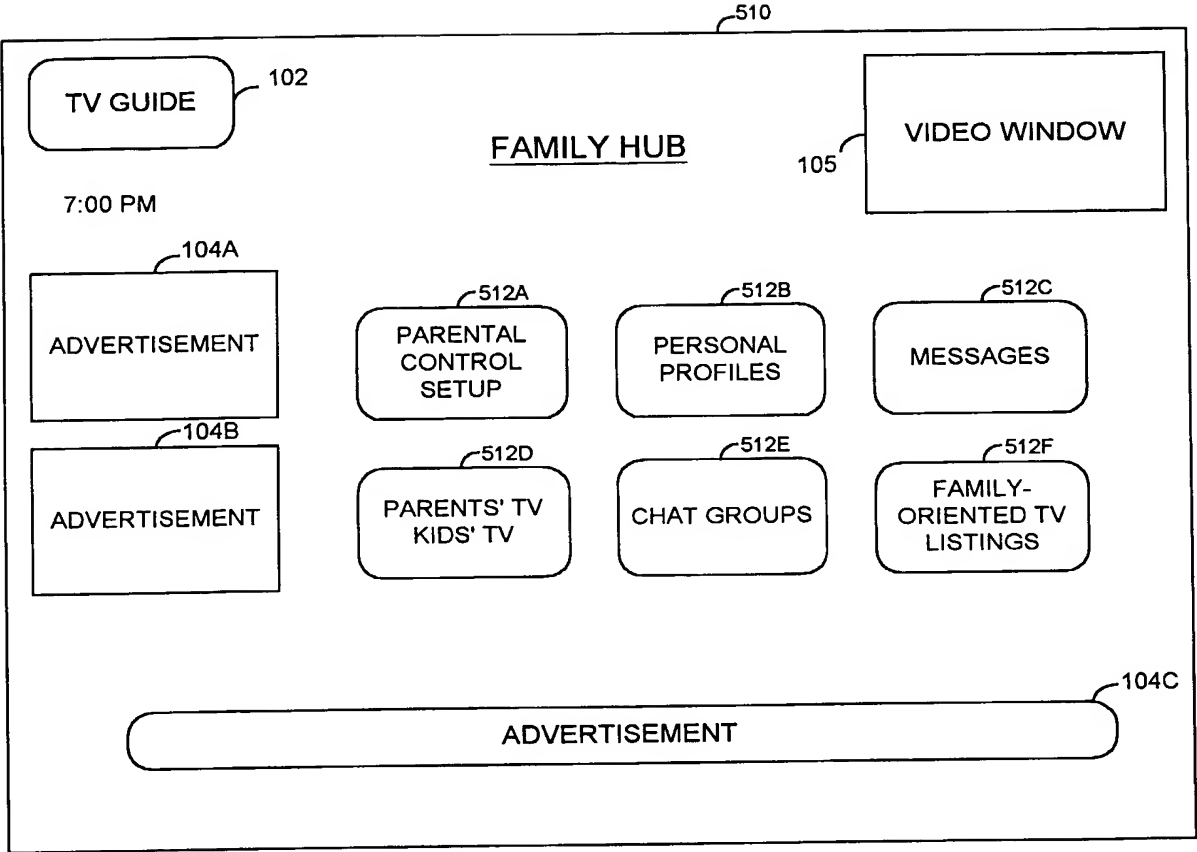 510
TV GUIDE
102
FAMILY HUB
VIDEO WINDOW
105
7:00 PM
104A
ADVERTISEMENT
512A
PARENTAL
CONTROL
SETUP
512B
PERSONAL
PROFILES
512C
MESSAGES
104B
ADVERTISEMENT
512D
PARENTS' TV
KIDS' TV
512E
CHAT GROUPS
512F
FAMILY-
ORIENTED TV
LISTINGS
104C
ADVERTISEMENT